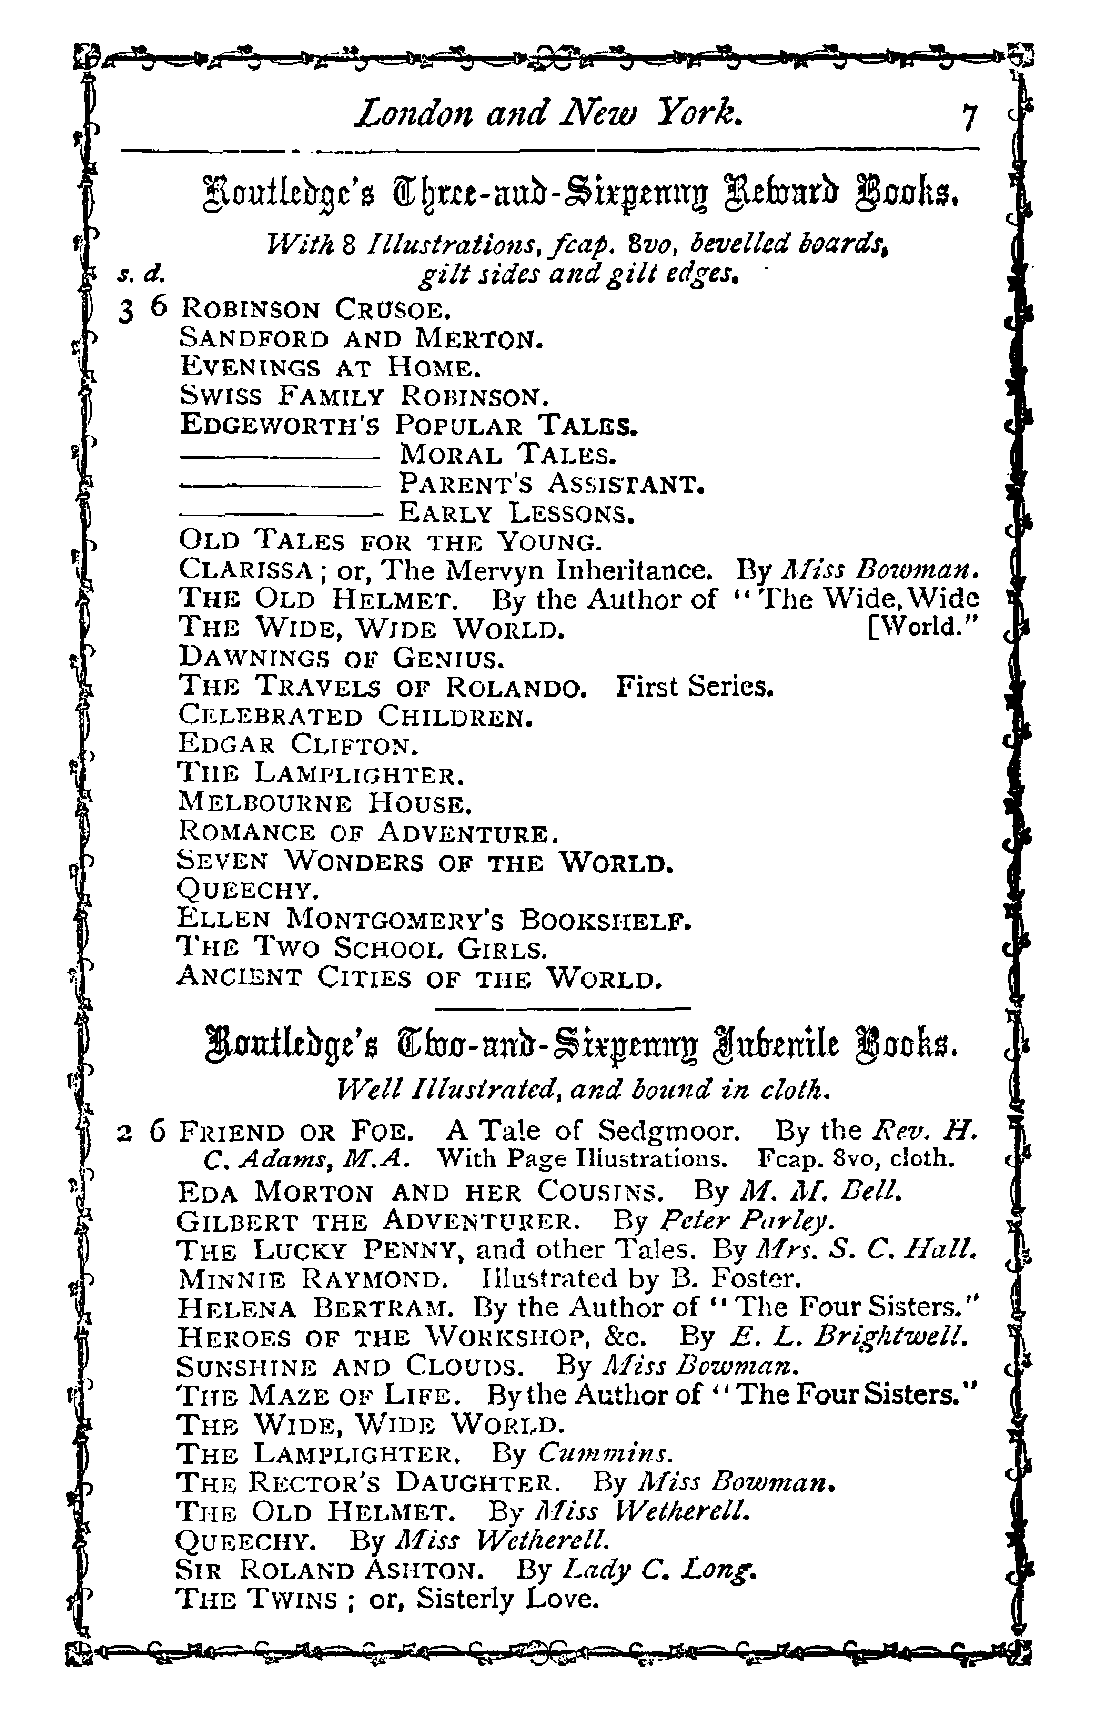 London and New York. 7
Routledge's Three-and-Sixpenny Reward Books.
With 8 Illustrations, fcap. 8vo, bevelled boards,
s. d. gilt sides and gilt edges.
3 6 ROBINSON CRUSOE.
SANDFORD AND MERTON.
EVENINGS AT HOME.
SWISS FAMILY ROBINSON.
EDGEWORTH'S POPULAR TALES.
——— MORAL TALES.
——— PARENT'S ASSISTANT.
——— EARLY LESSONS.
OLD TALES FOR THE YOUNG.
CLARISSA; or, The Mervyn Inheritance. By Miss Bowman.
THE OLD HELMET. By the Author of "The Wide, Wide
THE WIDE, WIDE WORLD. [World."
DAWNINGS OF GENIUS.
THE TRAVELS OF ROLANDO. First Series.
CELEBRATED CHILDREN.
EDGAR CLIFTON.
THE LAMPLIGHTER.
MELBOURNE HOUSE.
ROMANCE OF ADVENTURE.
SEVEN WONDERS OF THE WORLD.
QUEECHY.
ELLEN MONTGOMERY'S BOOKSHELF.
THE TWO SCHOOL GIRLS.
ANCIENT CITIES OF THE WORLD.
Routledge's Two-and-Sixpenny Juvenile Books.
Well Illustrated, and bound in cloth.
2 6 FRIEND OR FOE. A Tale of Sedgmoor. By the Rev. H.
C. Adams, M.A. With Page Illustrations. Fcap. 8vo, cloth.
EDA MORTON AND HER COUSINS. By M. M. Bell.
GILBERT THE ADVENTURER. By Peter Parley.
THE LUCKY PENNY, and other Tales. By Mrs. S. C. Hall.
MINNIE RAYMOND. Illustrated by B. Foster.
HELENA BERTRAM. By the Author of "The Four Sisters."
HEROES OF THE WORKSHOP, &c. By E. L. Brightwell.
SUNSHINE AND CLOUDS. By Miss Bowman.
THE MAZE OF LIFE. By the Author of "The Four Sisters."
THE WIDE, WIDE WORLD.
THE LAMPLIGHTER. By Cummins.
THE RECTOR'S DAUGHTER. By Miss Bowman.
THE OLD HELMET. By Miss Wetherell.
QUEECHY. By Miss Wetherell.
SIR ROLAND ASHTON. By Lady C. Long.
THE TWINS; or, Sisterly Love.